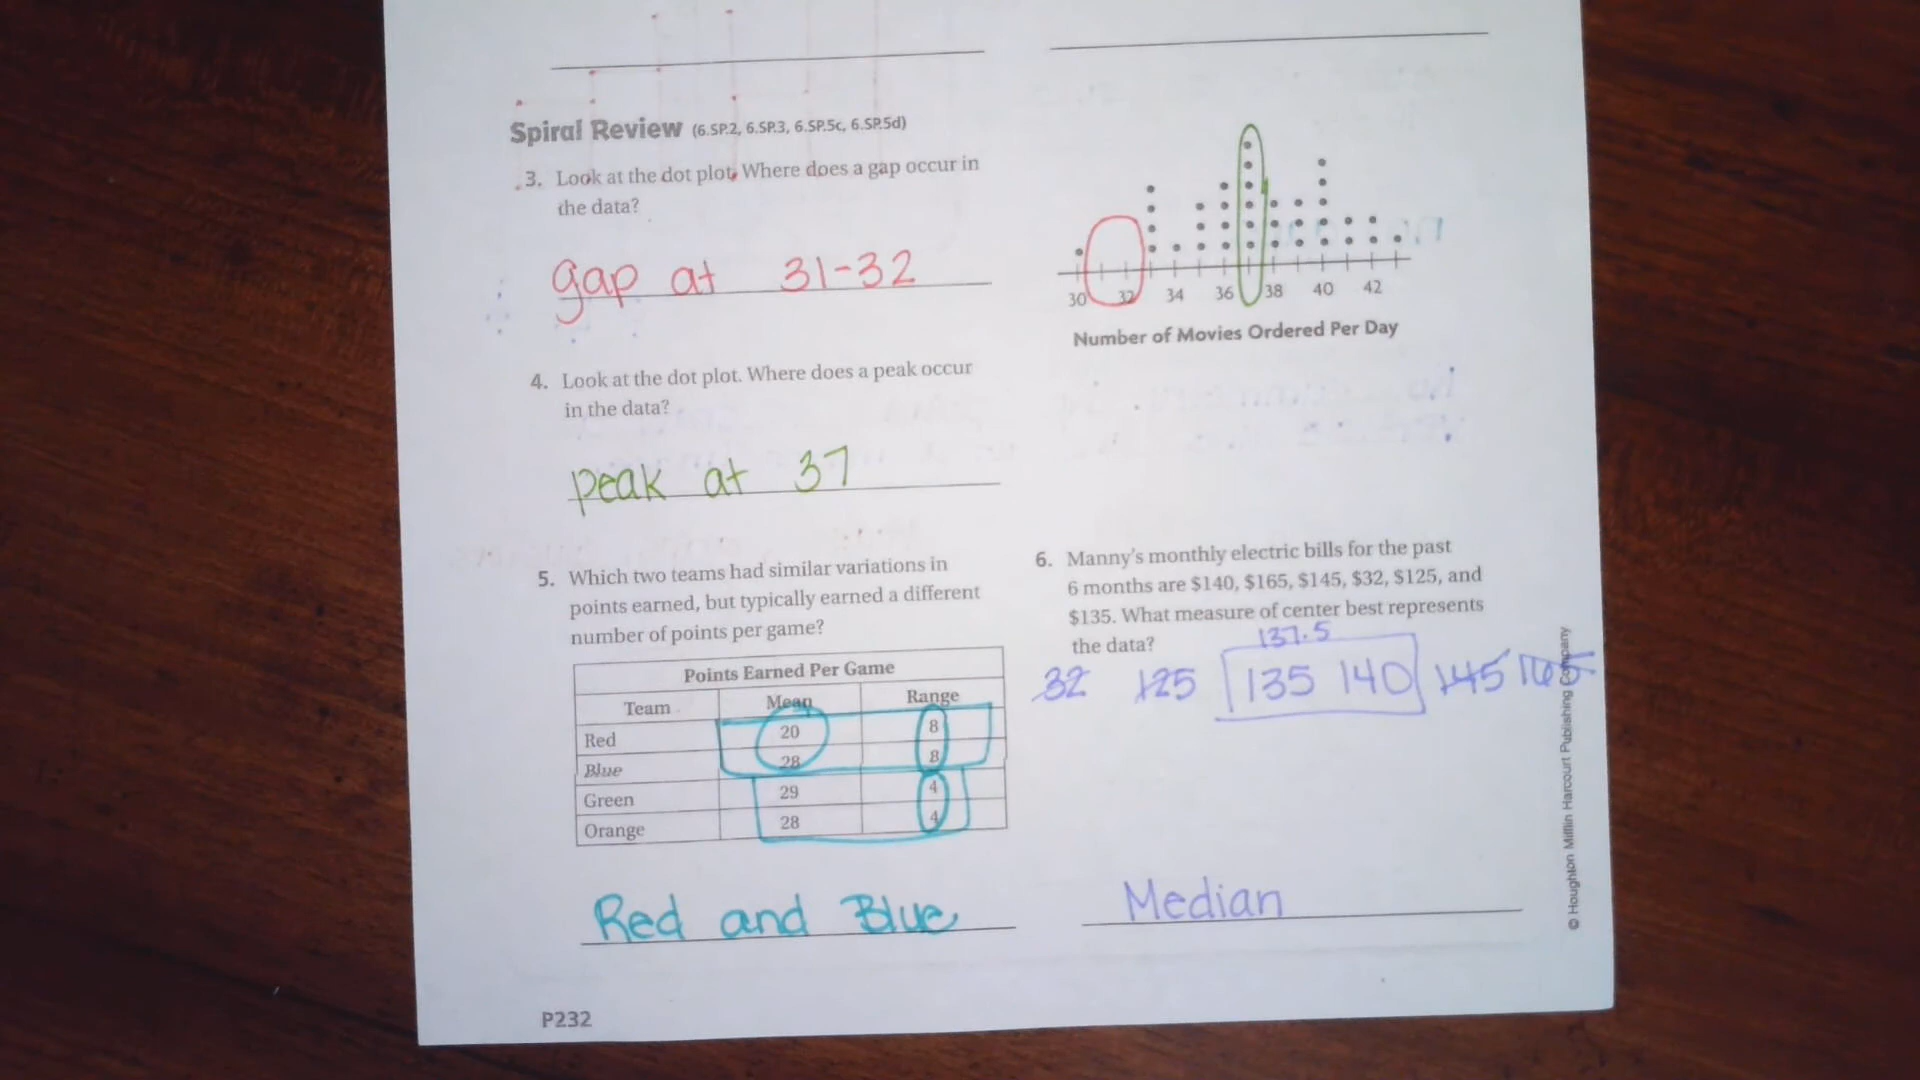 Spiral Review (6.SP.2, 6.SP.3, 6.SP.5c, 6.SP.5d)
3. Look at the dot plot. Where does a gap occur in
the data?
gap at 31-32
30 32 34 36 38 40 42
Number of Movies Ordered Per Day
4. Look at the dot plot. Where does a peak occur
in the data?
peak at 37
5. Which two teams had similar variations in
points earned, but typically earned a different
number of points per game?
Points Earned Per Game
Team Mean Range
Red 20 8
Blue 28 8
Green 29 4
Orange 28 4
Red and Blue
6. Manny's monthly electric bills for the past
6 months are $140, $165, $145, $32, $125, and
$135. What measure of center best represents
the data?
137.5
32 125 135 140 145 165
Median
© Houghton Mifflin Harcourt Publishing Company
P232